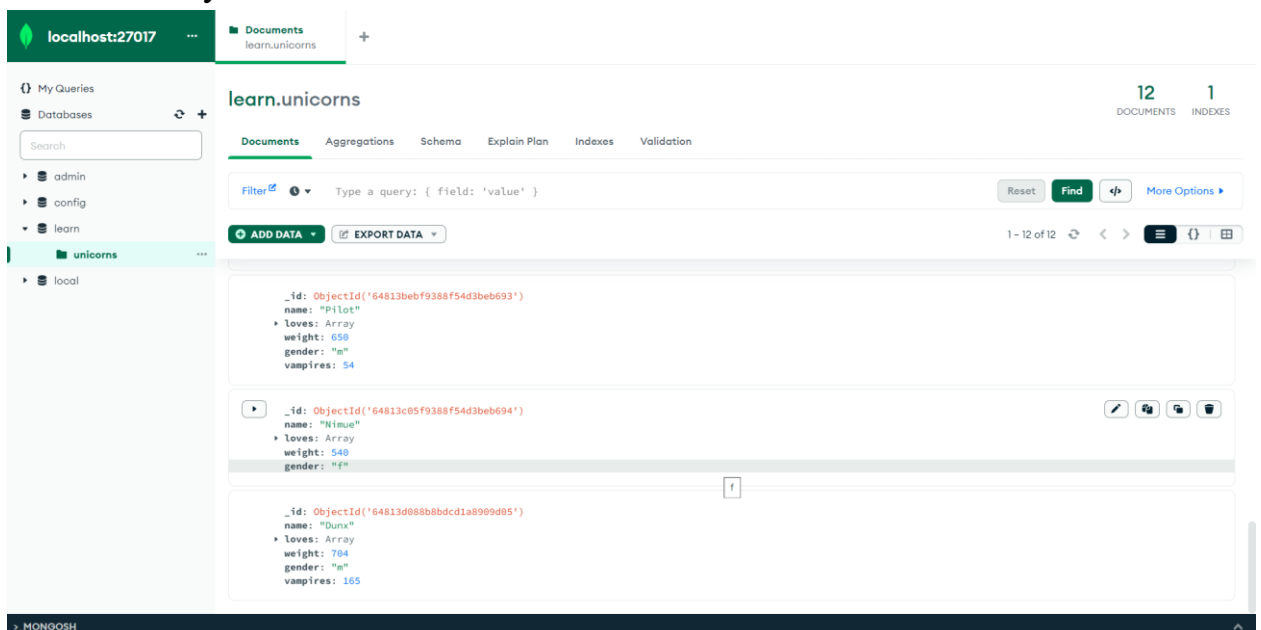 localhost:27017 ...
Documents
learn.unicorns
+
My Queries
Databases
Search
admin
config
learn
unicorns ...
local
learn.unicorns
12
DOCUMENTS
1
INDEXES
Documents Aggregations Schema Explain Plan Indexes Validation
Filter Type a query: { field: 'value' } Reset Find </> More Options
ADD DATA EXPORT DATA 1 – 12 of 12 {}
_id: ObjectId('64813bebf9388f54d3beb693')
name: "Pilot"
loves: Array
weight: 650
gender: "m"
vampires: 54
_id: ObjectId('64813c05f9388f54d3beb694')
name: "Nimue"
loves: Array
weight: 540
gender: "f"
f
_id: ObjectId('64813d088b8bdcd1a8909d05')
name: "Dunx"
loves: Array
weight: 704
gender: "m"
vampires: 165
>MONGOSH